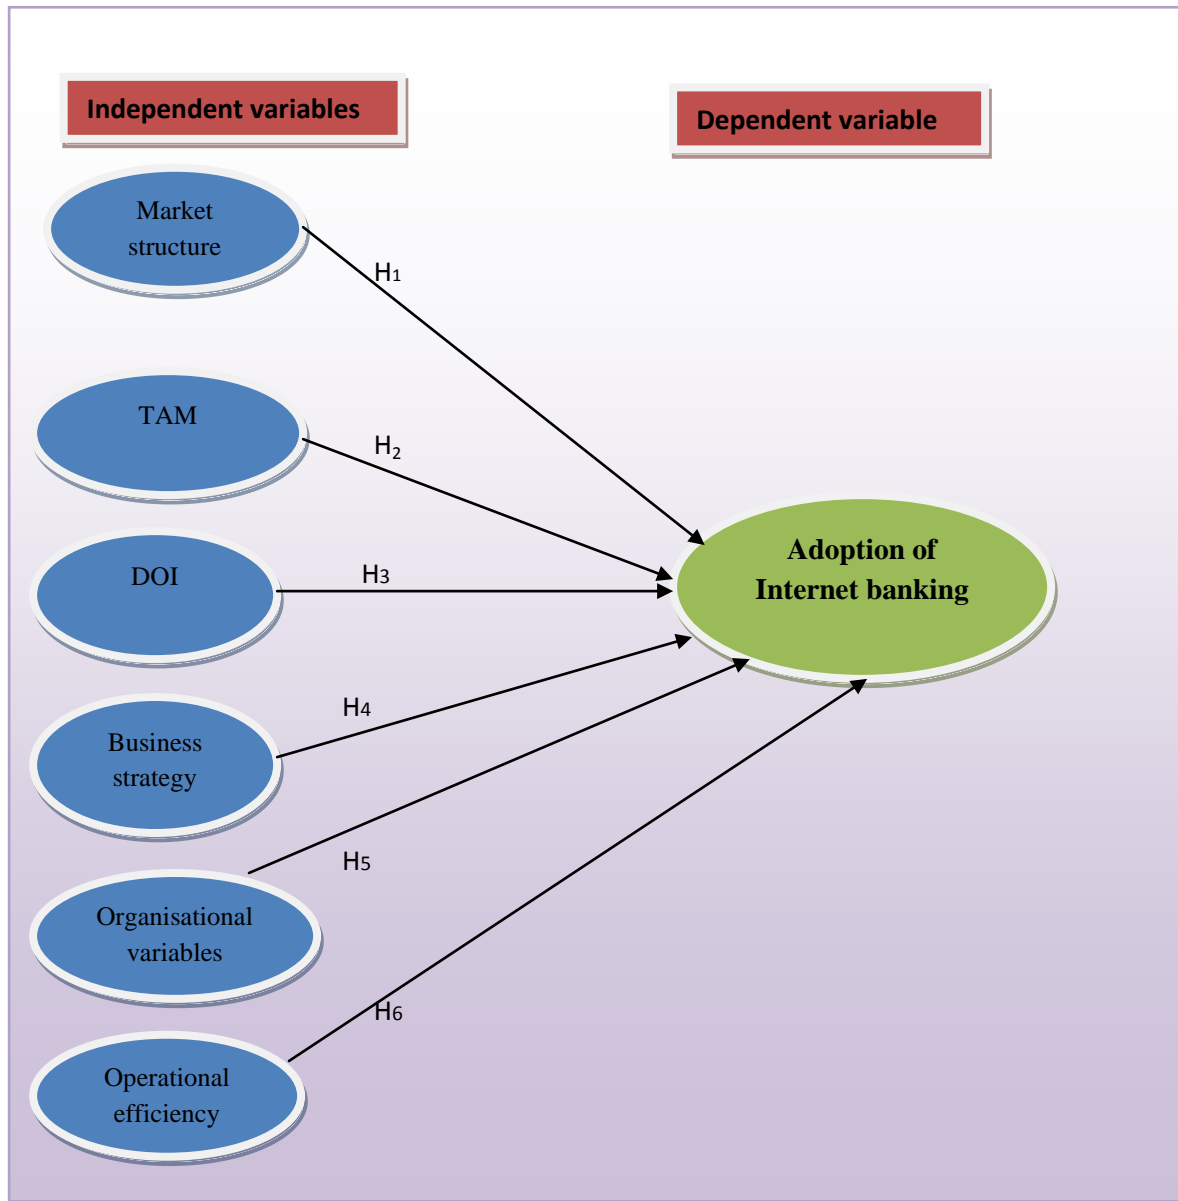 Independent variables
Dependent variable
Market
structure
H1
TAM
H2
DOI
H3
Adoption of
Internet banking
Business
strategy
H4
Organisational
variables
H5
Operational
efficiency
H6